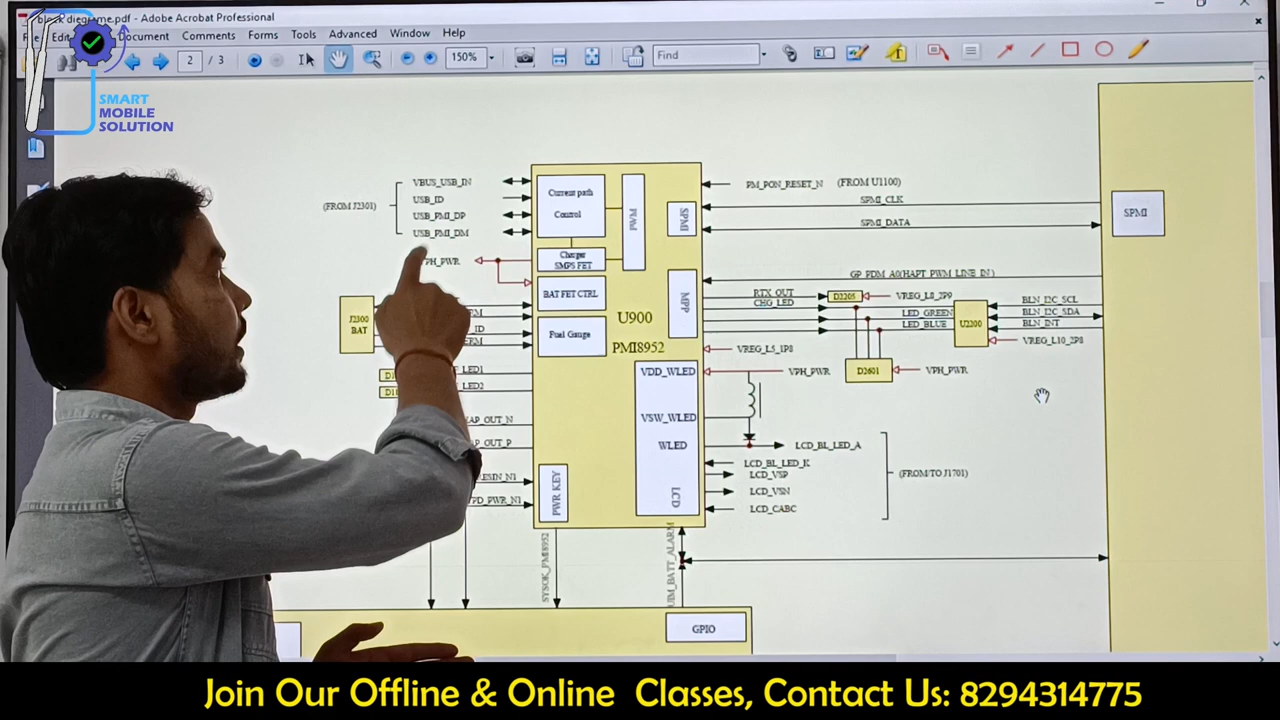 block diegrame.pdf - Adobe Acrobat Professional
Document Comments Forms Tools Advanced Window Help
2 / 3 150% Find
SMART
MOBILE
SOLUTION
VBUS_USB_IN
USB_ID
USB_PMI_DP
USB_PMI_DM
(FROM J2301)
VPH_PWR
J2300
BAT
Current path
Control
PWM
Charger
SMPS FET
BAT FET CTRL
Fuel Gauge
SPMI
MPP
U900
PMI8952
VDD_WLED
VSW_WLED
WLED
LCD
PWR KEY
PM_PON_RESET_N (FROM U1100)
SPMI_CLK
SPMI_DATA
SPMI
GP_PDM_A0(HAPT_PWM_LINE_IN)
RTX_OUT
CHG_LED
D2205
VREG_L8_2P9
LED_GREEN
LED_BLUE
U2200
BLN_I2C_SCL
BLN_I2C_SDA
BLN_INT
VREG_L10_2P8
VREG_L5_1P8
VPH_PWR
D2601
VPH_PWR
LCD_BL_LED_A
LCD_BL_LED_K
LCD_VSP
LCD_VSN
LCD_CABC
(FROM/TO J1701)
SYSOK_PMI8952
GPIO
Join Our Offline & Online Classes, Contact Us: 8294314775